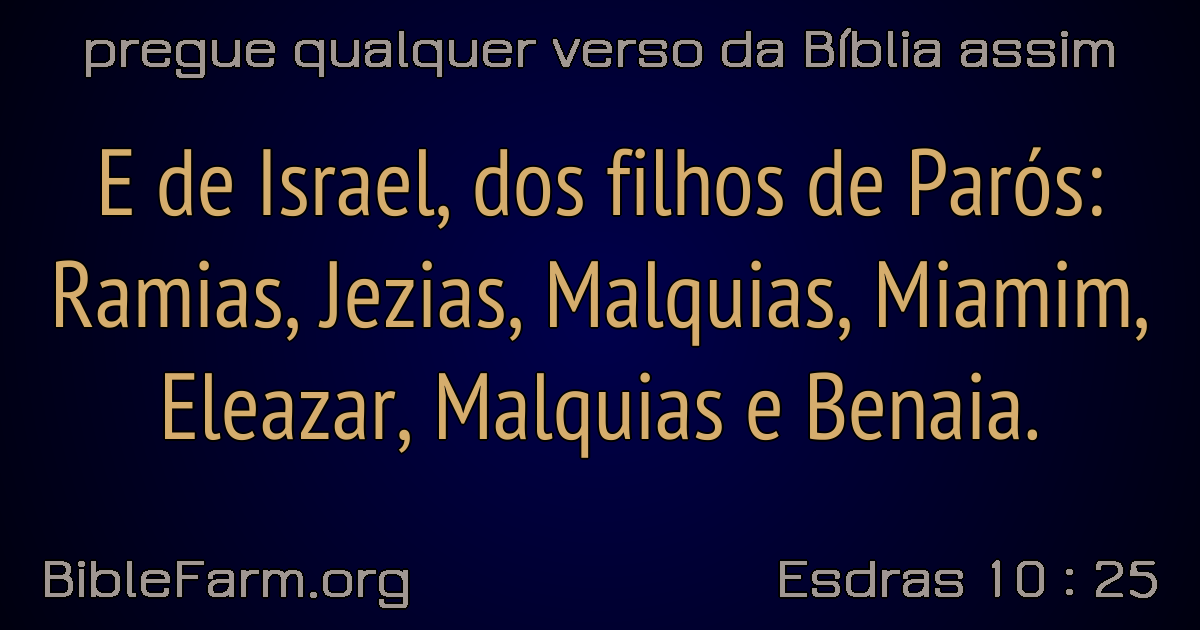 pregue qualquer verso da Bíblia assim
E de Israel, dos filhos de Parós:
Ramias, Jezias, Malquias, Miamim,
Eleazar, Malquias e Benaia.
BibleFarm.org
Esdras 10 : 25